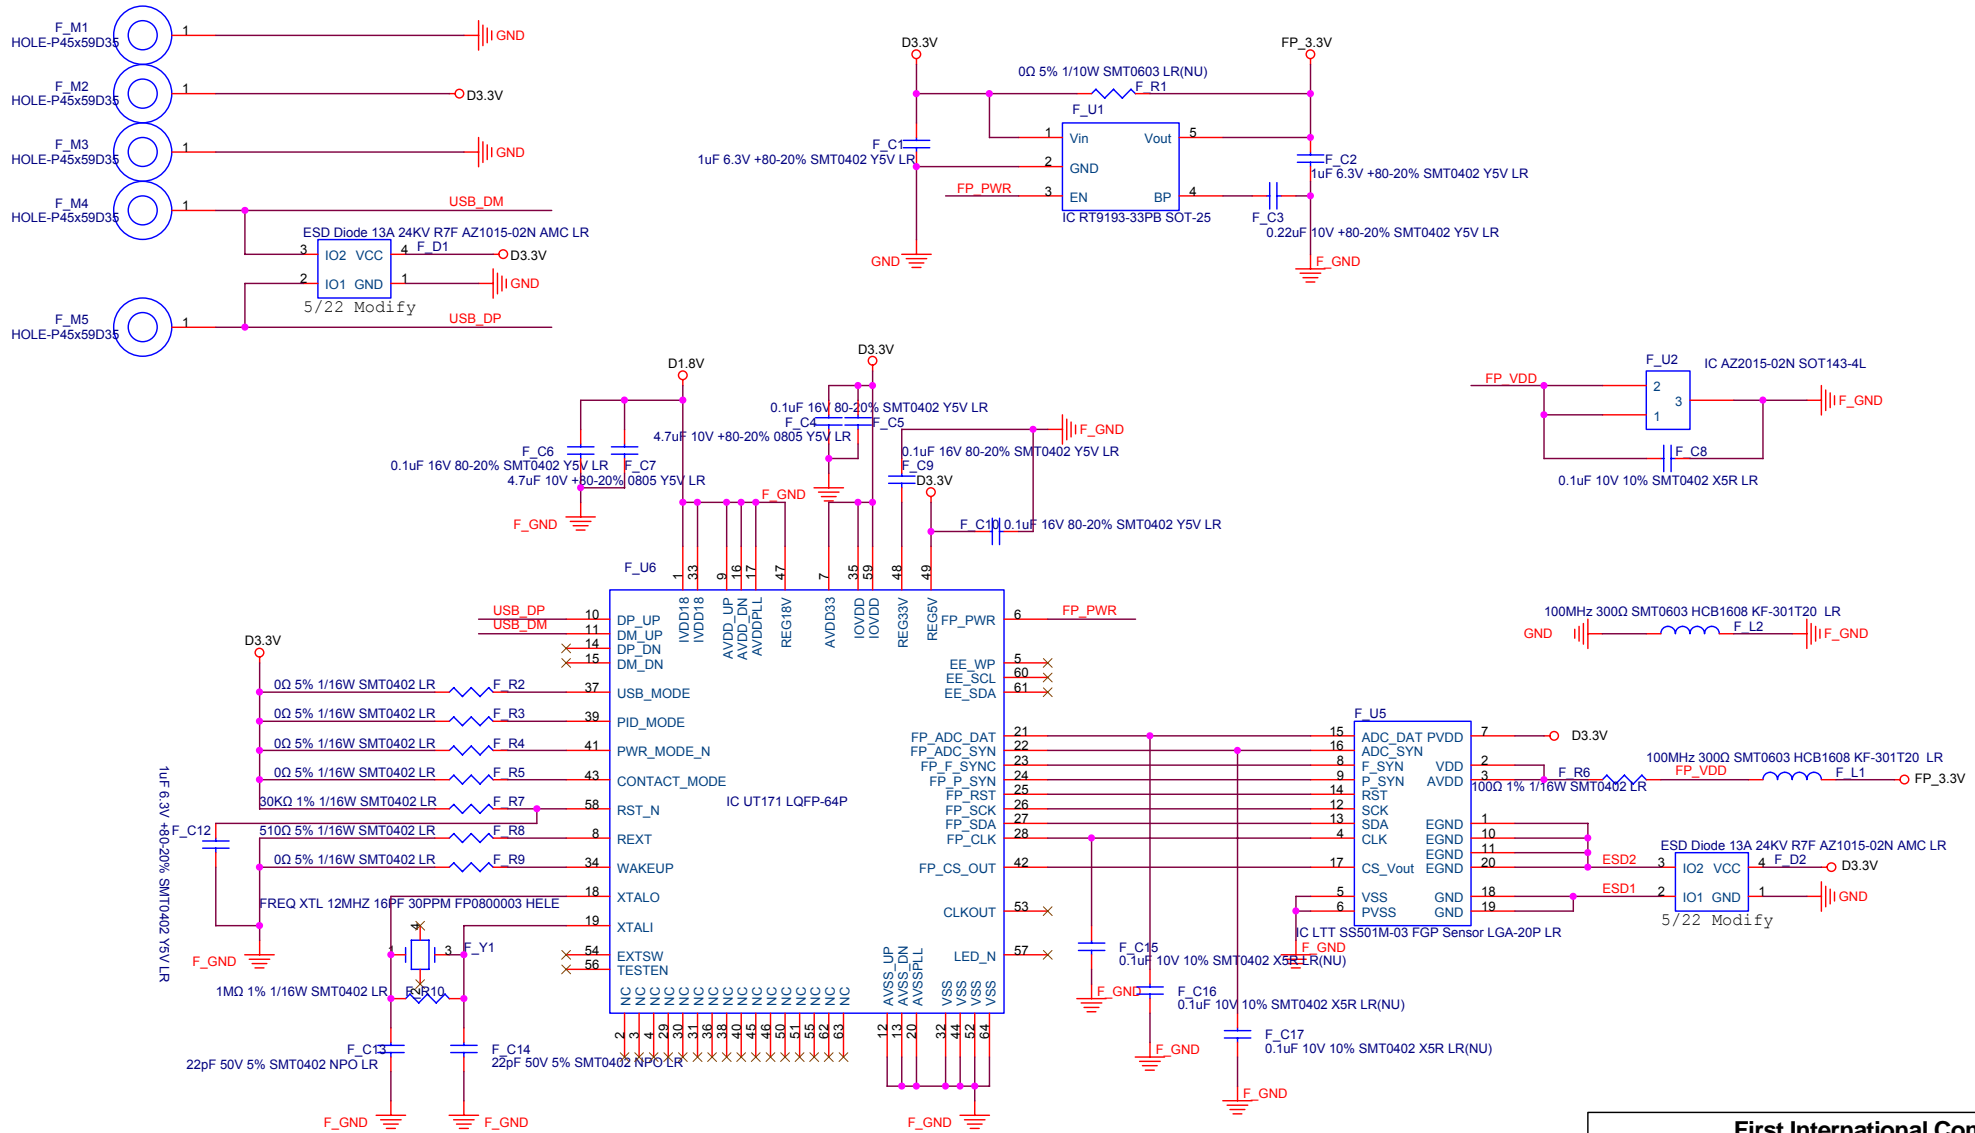 F_M1
HOLE-P45x59D35
1
GND
F_M2
HOLE-P45x59D35
1
D3.3V
F_M3
HOLE-P45x59D35
1
GND
F_M4
HOLE-P45x59D35
1
USB_DM
ESD Diode 13A 24KV R7F AZ1015-02N AMC LR
3 IO2 VCC 4 F_D1 D3.3V
2 IO1 GND 1 GND
5/22 Modify
F_M5
HOLE-P45x59D35
1
USB_DP
D3.3V
FP_3.3V
0Ω 5% 1/10W SMT0603 LR(NU)
F_R1
F_U1
F_C1
1uF 6.3V +80-20% SMT0402 Y5V LR
1 Vin Vout 5
2 GND
FP_PWR 3 EN BP 4
IC RT9193-33PB SOT-25
F_C2
1uF 6.3V +80-20% SMT0402 Y5V LR
F_C3
0.22uF 10V +80-20% SMT0402 Y5V LR
GND
F_GND
F_U2
IC AZ2015-02N SOT143-4L
FP_VDD
2
1
3
F_GND
F_C8
0.1uF 10V 10% SMT0402 X5R LR
D1.8V
D3.3V
0.1uF 16V 80-20% SMT0402 Y5V LR
F_C4
F_C5
4.7uF 10V +80-20% 0805 Y5V LR
F_GND
F_C6
0.1uF 16V 80-20% SMT0402 Y5V LR
F_C7
4.7uF 10V +80-20% 0805 Y5V LR
F_GND
F_GND
0.1uF 16V 80-20% SMT0402 Y5V LR
F_C9
D3.3V
F_C10 0.1uF 16V 80-20% SMT0402 Y5V LR
F_U6
1 IVDD18
33 IVDD18
9 AVDD_UP
16 AVDD_DN
17 AVDDPLL
47 REG18V
7 AVDD33
35 IOVDD
59 IOVDD
48 REG33V
49 REG5V
USB_DP 10 DP_UP
USB_DM 11 DM_UP
14 DP_DN
15 DM_DN
D3.3V
0Ω 5% 1/16W SMT0402 LR F_R2 37 USB_MODE
0Ω 5% 1/16W SMT0402 LR F_R3 39 PID_MODE
0Ω 5% 1/16W SMT0402 LR F_R4 41 PWR_MODE_N
0Ω 5% 1/16W SMT0402 LR F_R5 43 CONTACT_MODE
30KΩ 1% 1/16W SMT0402 LR F_R7 58 RST_N
510Ω 5% 1/16W SMT0402 LR F_R8 8 REXT
0Ω 5% 1/16W SMT0402 LR F_R9 34 WAKEUP
18 XTALO
19 XTALI
54 EXTSW
56 TESTEN
F_C12
1uF 6.3V +80-20% SMT0402 Y5V LR
F_GND
FREQ XTL 12MHZ 16PF 30PPM FP0800003 HELE
4
1
3
2
F_Y1
1MΩ 1% 1/16W SMT0402 LR F_R10
F_C13
22pF 50V 5% SMT0402 NPO LR
F_C14
22pF 50V 5% SMT0402 NPO LR
F_GND
F_GND
IC UT171 LQFP-64P
FP_PWR 6 FP_PWR
EE_WP 5
EE_SCL 60
EE_SDA 61
FP_ADC_DAT 21
FP_ADC_SYN 22
FP_F_SYNC 23
FP_P_SYN 24
FP_RST 25
FP_SCK 26
FP_SDA 27
FP_CLK 28
FP_CS_OUT 42
CLKOUT 53
LED_N 57
NC NC NC NC NC NC NC NC NC NC NC NC NC NC NC NC
2 3 4 29 30 31 36 38 40 45 46 50 51 55 62 63
AVSS_UP AVSS_DN AVSSPLL VSS VSS VSS VSS
12 13 20 32 44 52 64
F_GND
F_C15
0.1uF 10V 10% SMT0402 X5R LR(NU)
F_GND
F_C16
0.1uF 10V 10% SMT0402 X5R LR(NU)
F_GND
F_C17
0.1uF 10V 10% SMT0402 X5R LR(NU)
F_GND
100MHz 300Ω SMT0603 HCB1608 KF-301T20 LR
GND
F_L2
F_GND
F_U5
15 ADC_DAT PVDD 7 D3.3V
16 ADC_SYN
8 F_SYN VDD 2
9 P_SYN AVDD 3
14 RST
12 SCK
13 SDA EGND 1
4 CLK EGND 10
EGND 11
17 CS_Vout EGND 20
5 VSS GND 18
6 PVSS GND 19
IC LTT SS501M-03 FGP Sensor LGA-20P LR
F_GND
100MHz 300Ω SMT0603 HCB1608 KF-301T20 LR
F_R6
FP_VDD
F_L1
FP_3.3V
100Ω 1% 1/16W SMT0402 LR
ESD Diode 13A 24KV R7F AZ1015-02N AMC LR
ESD2 3 IO2 VCC 4 F_D2 D3.3V
ESD1 2 IO1 GND 1 GND
5/22 Modify
First International Com